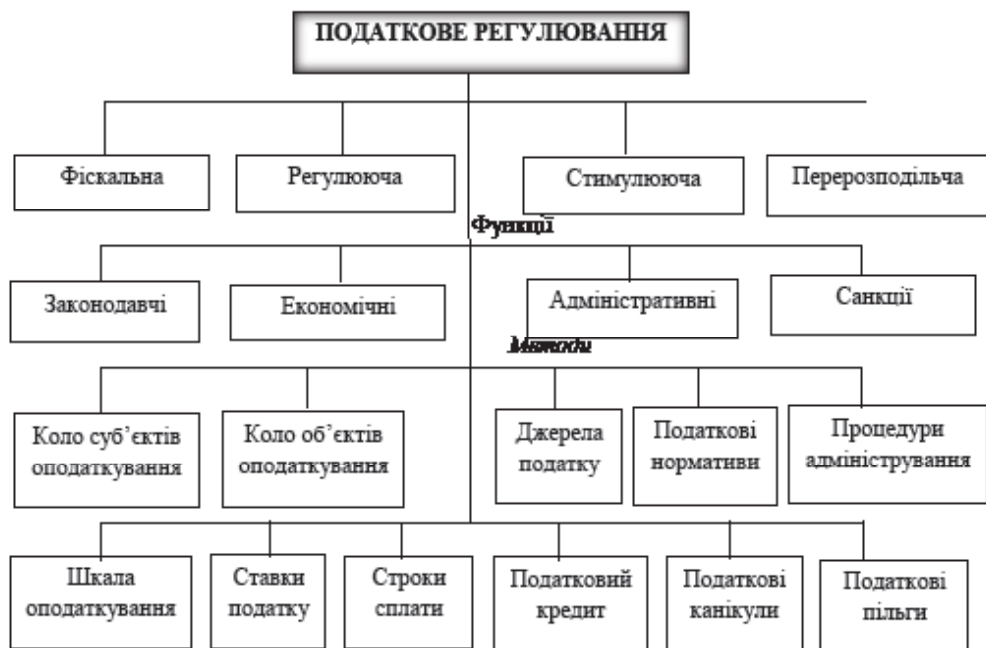 ПОДАТКОВЕ РЕГУЛЮВАННЯ
Фіскальна
Регулююча
Стимулююча
Перерозподільча
Функції
Законодавчі
Економічні
Адміністративні
Санкції
Методи
Коло суб’єктів
оподаткування
Коло об’єктів
оподаткування
Джерела
податку
Податкові
нормативи
Процедури
адміністрування
Шкала
оподаткування
Ставки
податку
Строки
сплати
Податковий
кредит
Податкові
канікули
Податкові
пільги